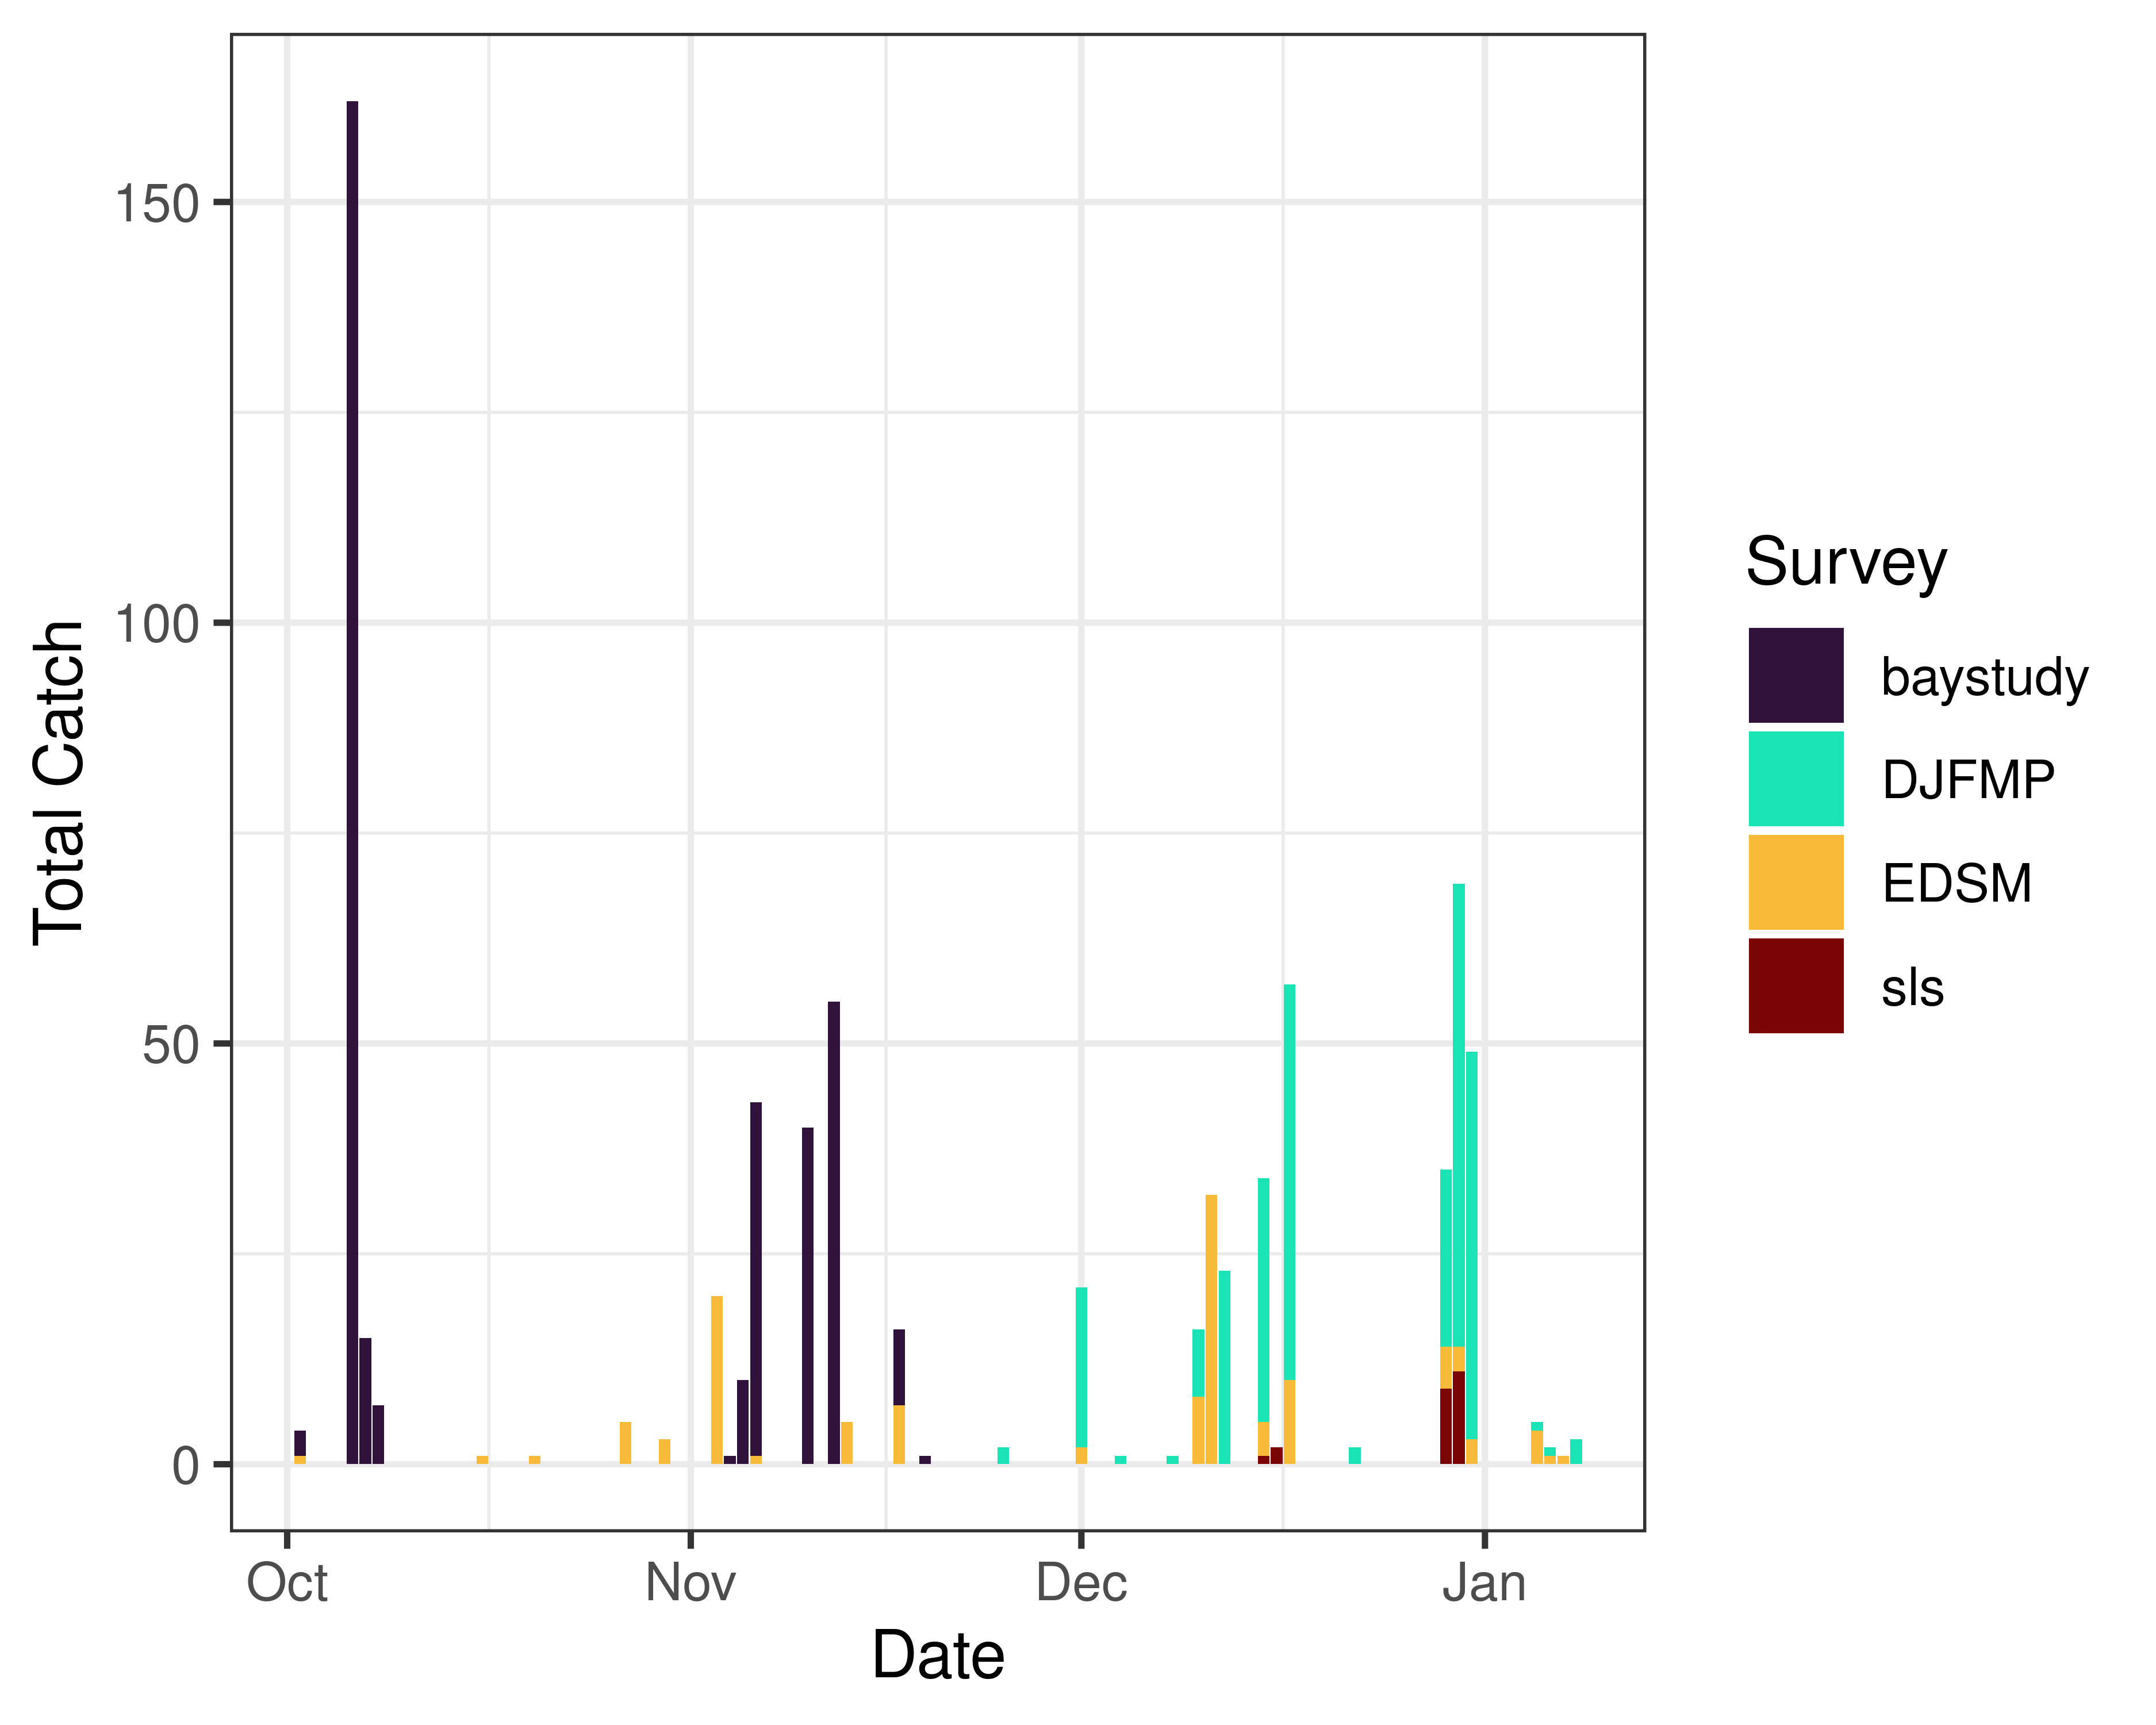 150
100
50
0
Total Catch
Oct Nov Dec Jan
Date
Survey
baystudy
DJFMP
EDSM
sls